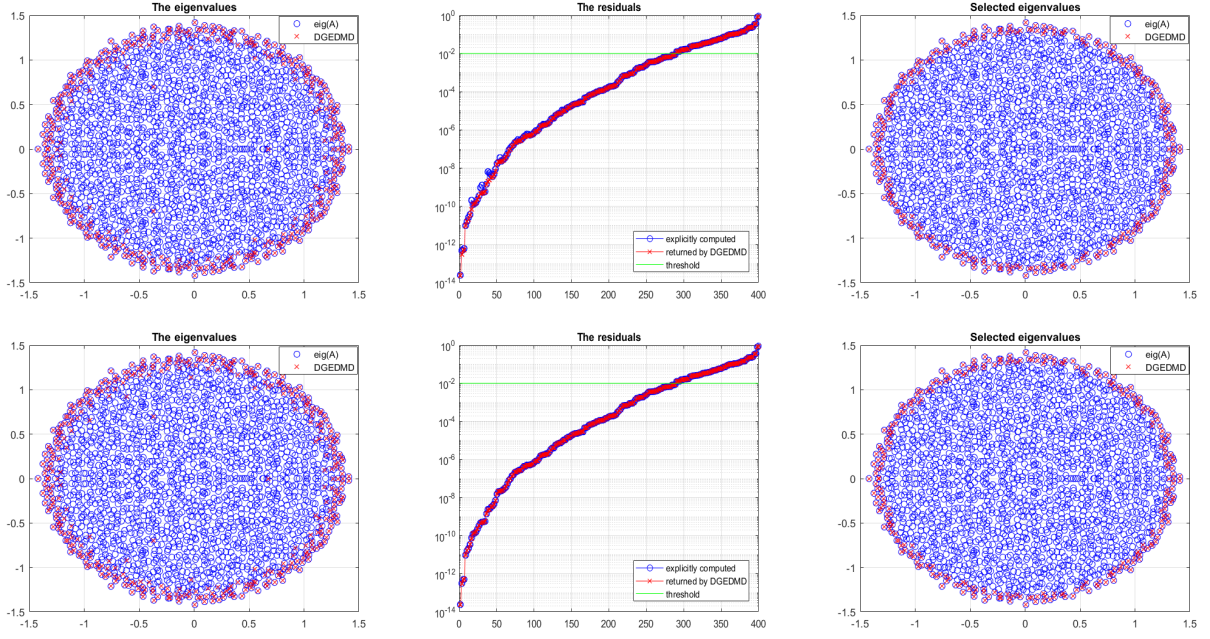 The eigenvalues
eig(A)
DGEDMD
1.5
1
0.5
0
-0.5
-1
-1.5
-1.5 -1 -0.5 0 0.5 1 1.5
The residuals
10^0
10^-2
10^-4
10^-6
10^-8
10^-10
10^-12
10^-14
explicitly computed
returned by DGEDMD
threshold
0 50 100 150 200 250 300 350 400
Selected eigenvalues
eig(A)
DGEDMD
1.5
1
0.5
0
-0.5
-1
-1.5
-1.5 -1 -0.5 0 0.5 1 1.5
The eigenvalues
eig(A)
DGEDMD
1.5
1
0.5
0
-0.5
-1
-1.5
-1.5 -1 -0.5 0 0.5 1 1.5
The residuals
10^0
10^-2
10^-4
10^-6
10^-8
10^-10
10^-12
10^-14
explicitly computed
returned by DGEDMD
threshold
0 50 100 150 200 250 300 350 400
Selected eigenvalues
eig(A)
DGEDMD
1.5
1
0.5
0
-0.5
-1
-1.5
-1.5 -1 -0.5 0 0.5 1 1.5